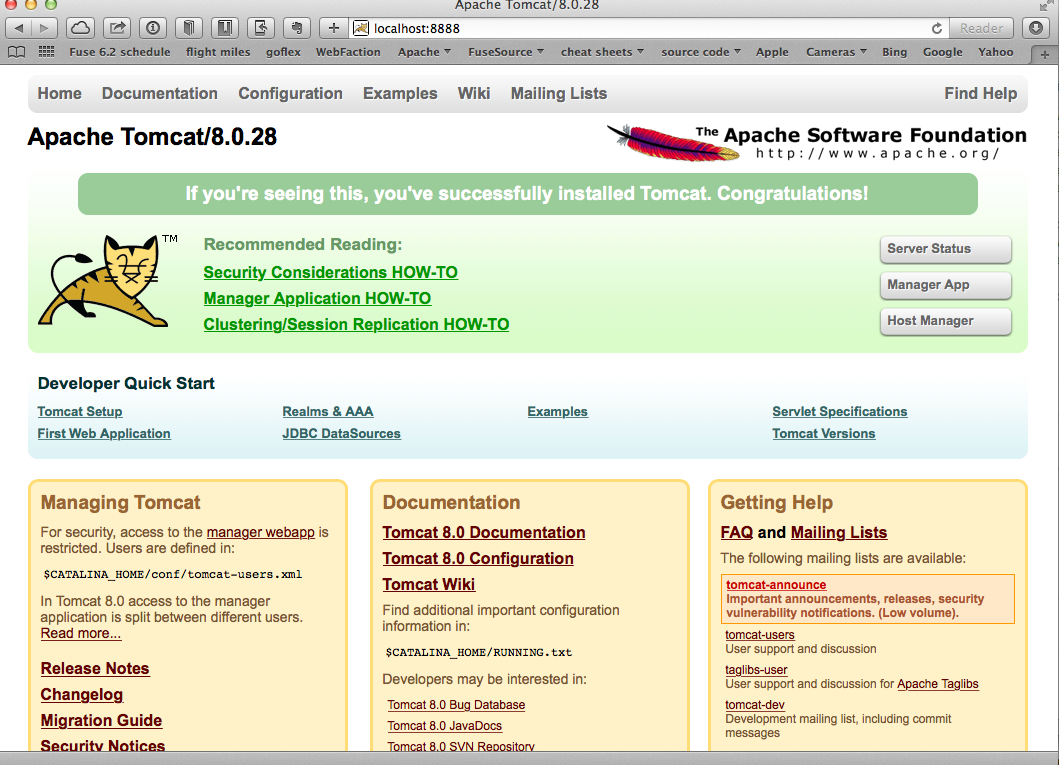 Apache Tomcat/8.0.28
localhost:8888
Reader
Fuse 6.2 schedule flight miles goflex WebFaction Apache FuseSource cheat sheets source code Apple Cameras Bing Google Yahoo
Home Documentation Configuration Examples Wiki Mailing Lists Find Help
Apache Tomcat/8.0.28
The Apache Software Foundation
http://www.apache.org/
If you're seeing this, you've successfully installed Tomcat. Congratulations!
TM
Recommended Reading:
Security Considerations HOW-TO
Manager Application HOW-TO
Clustering/Session Replication HOW-TO
Server Status
Manager App
Host Manager
Developer Quick Start
Tomcat Setup
First Web Application
Realms & AAA
JDBC DataSources
Examples
Servlet Specifications
Tomcat Versions
Managing Tomcat
For security, access to the manager webapp is
restricted. Users are defined in:
$CATALINA_HOME/conf/tomcat-users.xml
In Tomcat 8.0 access to the manager
application is split between different users.
Read more...
Release Notes
Changelog
Migration Guide
Security Notices
Documentation
Tomcat 8.0 Documentation
Tomcat 8.0 Configuration
Tomcat Wiki
Find additional important configuration
information in:
$CATALINA_HOME/RUNNING.txt
Developers may be interested in:
Tomcat 8.0 Bug Database
Tomcat 8.0 JavaDocs
Tomcat 8.0 SVN Repository
Getting Help
FAQ and Mailing Lists
The following mailing lists are available:
tomcat-announce
Important announcements, releases, security
vulnerability notifications. (Low volume).
tomcat-users
User support and discussion
taglibs-user
User support and discussion for Apache Taglibs
tomcat-dev
Development mailing list, including commit
messages